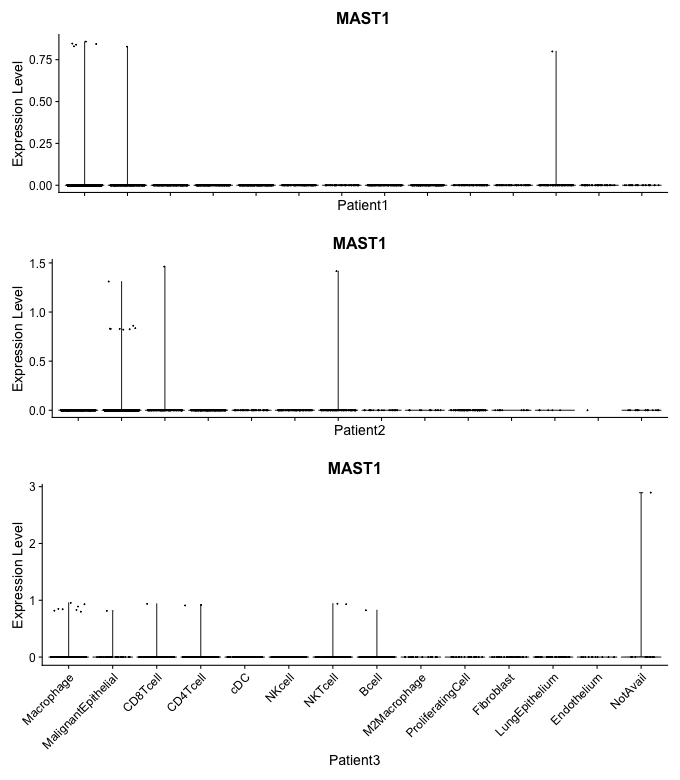 MAST1
Expression Level
0.75
0.50
0.25
0.00
Patient1
MAST1
Expression Level
1.5
1.0
0.5
0.0
Patient2
MAST1
Expression Level
3
2
1
0
Macrophage
MalignantEpithelial
CD8Tcell
CD4Tcell
cDC
NKcell
NKTcell
Bcell
M2Macrophage
ProliferatingCell
Fibroblast
LungEpithelium
Endothelium
NotAvail
Patient3